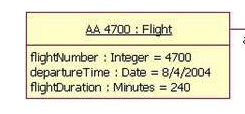 AA 4700 : Flight
flightNumber : Integer = 4700
departureTime : Date = 8/4/2004
flightDuration : Minutes = 240